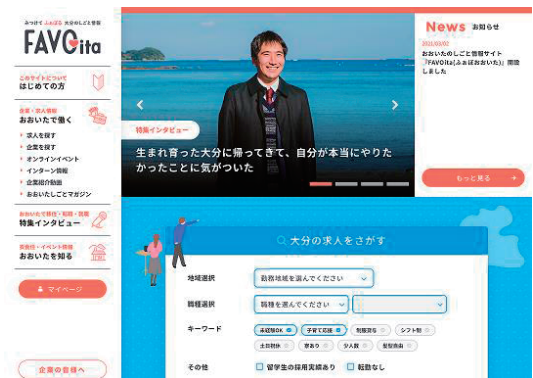 みつけて ふぁぼる 大分のしごと情報
FAVOita
このサイトについて
はじめての方
企業・求人情報
おおいたで働く
求人を探す
企業を探す
オンラインイベント
インターン情報
企業紹介動画
おおいたしごとマガジン
特集インタビュー
おおいたを知る
マイページ
企業の皆様へ
特集インタビュー
生まれ育った大分に帰ってきて、自分が本当にやりた
かったことに気がついた
News お知らせ
おおいたのしごと情報サイト
「FAVOita(ふぁぼおおいた)」開設
しました
もっと見る
大分の求人をさがす
地域選択
勤務地域を選んでください
職種選択
職種を選んでください
キーワード
未経験OK
子育て応援
制服貸与
シフト制
土日祝休
寮あり
少人数
髪型自由
その他
留学生の採用実績あり
転勤なし